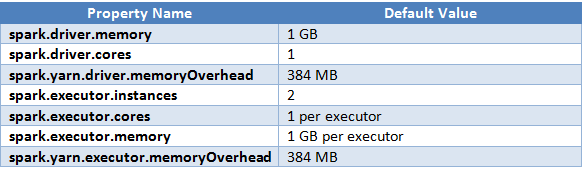 Property Name Default Value
spark.driver.memory 1 GB
spark.driver.cores 1
spark.yarn.driver.memoryOverhead 384 MB
spark.executor.instances 2
spark.executor.cores 1 per executor
spark.executor.memory 1 GB per executor
spark.yarn.executor.memoryOverhead 384 MB